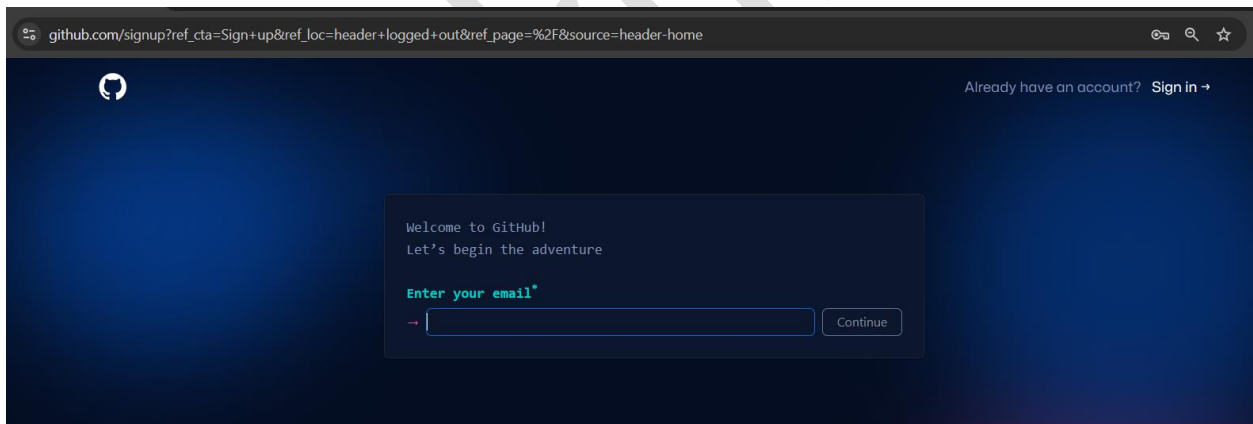 github.com/signup?ref_cta=Sign+up&ref_loc=header+logged+out&ref_page=%2F&source=header-home
Already have an account? Sign in →
Welcome to GitHub!
Let's begin the adventure
Enter your email*
→ Continue